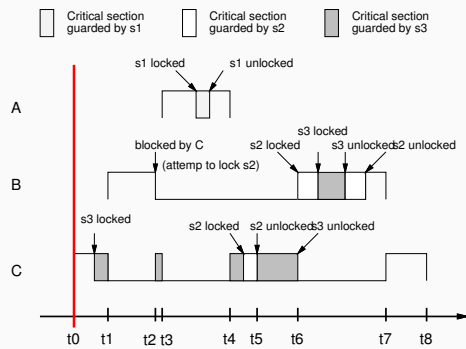 Critical section
guarded by s1
Critical section
guarded by s2
Critical section
guarded by s3
s1 locked
s1 unlocked
A
s3 locked
blocked by C
s2 locked
s3 unlocked
s2 unlocked
(attemp to lock s2)
B
s3 locked
s2 locked
s2 unlocked
s3 unlocked
C
t0
t1
t2
t3
t4
t5
t6
t7
t8